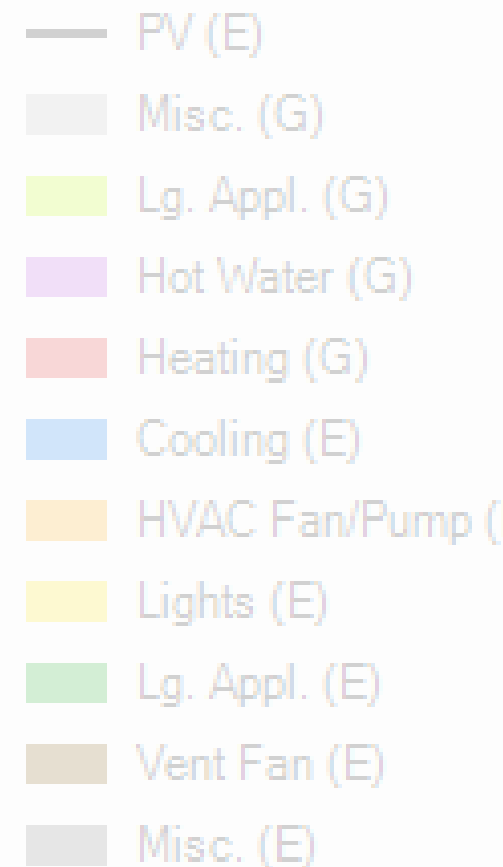 PV (E)
Misc. (G)
Lg. Appl. (G)
Hot Water (G)
Heating (G)
Cooling (E)
HVAC Fan/Pump (
Lights (E)
Lg. Appl. (E)
Vent Fan (E)
Misc. (E)